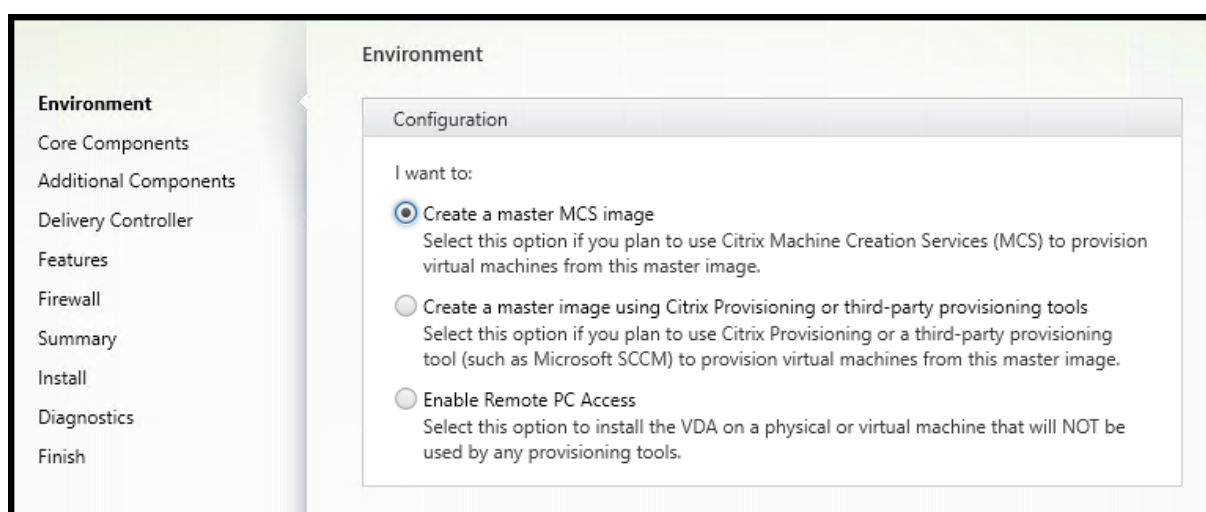 Environment
Core Components
Additional Components
Delivery Controller
Features
Firewall
Summary
Install
Diagnostics
Finish
Environment
Configuration
I want to:
Create a master MCS image
Select this option if you plan to use Citrix Machine Creation Services (MCS) to provision
virtual machines from this master image.
Create a master image using Citrix Provisioning or third-party provisioning tools
Select this option if you plan to use Citrix Provisioning or a third-party provisioning
tool (such as Microsoft SCCM) to provision virtual machines from this master image.
Enable Remote PC Access
Select this option to install the VDA on a physical or virtual machine that will NOT be
used by any provisioning tools.